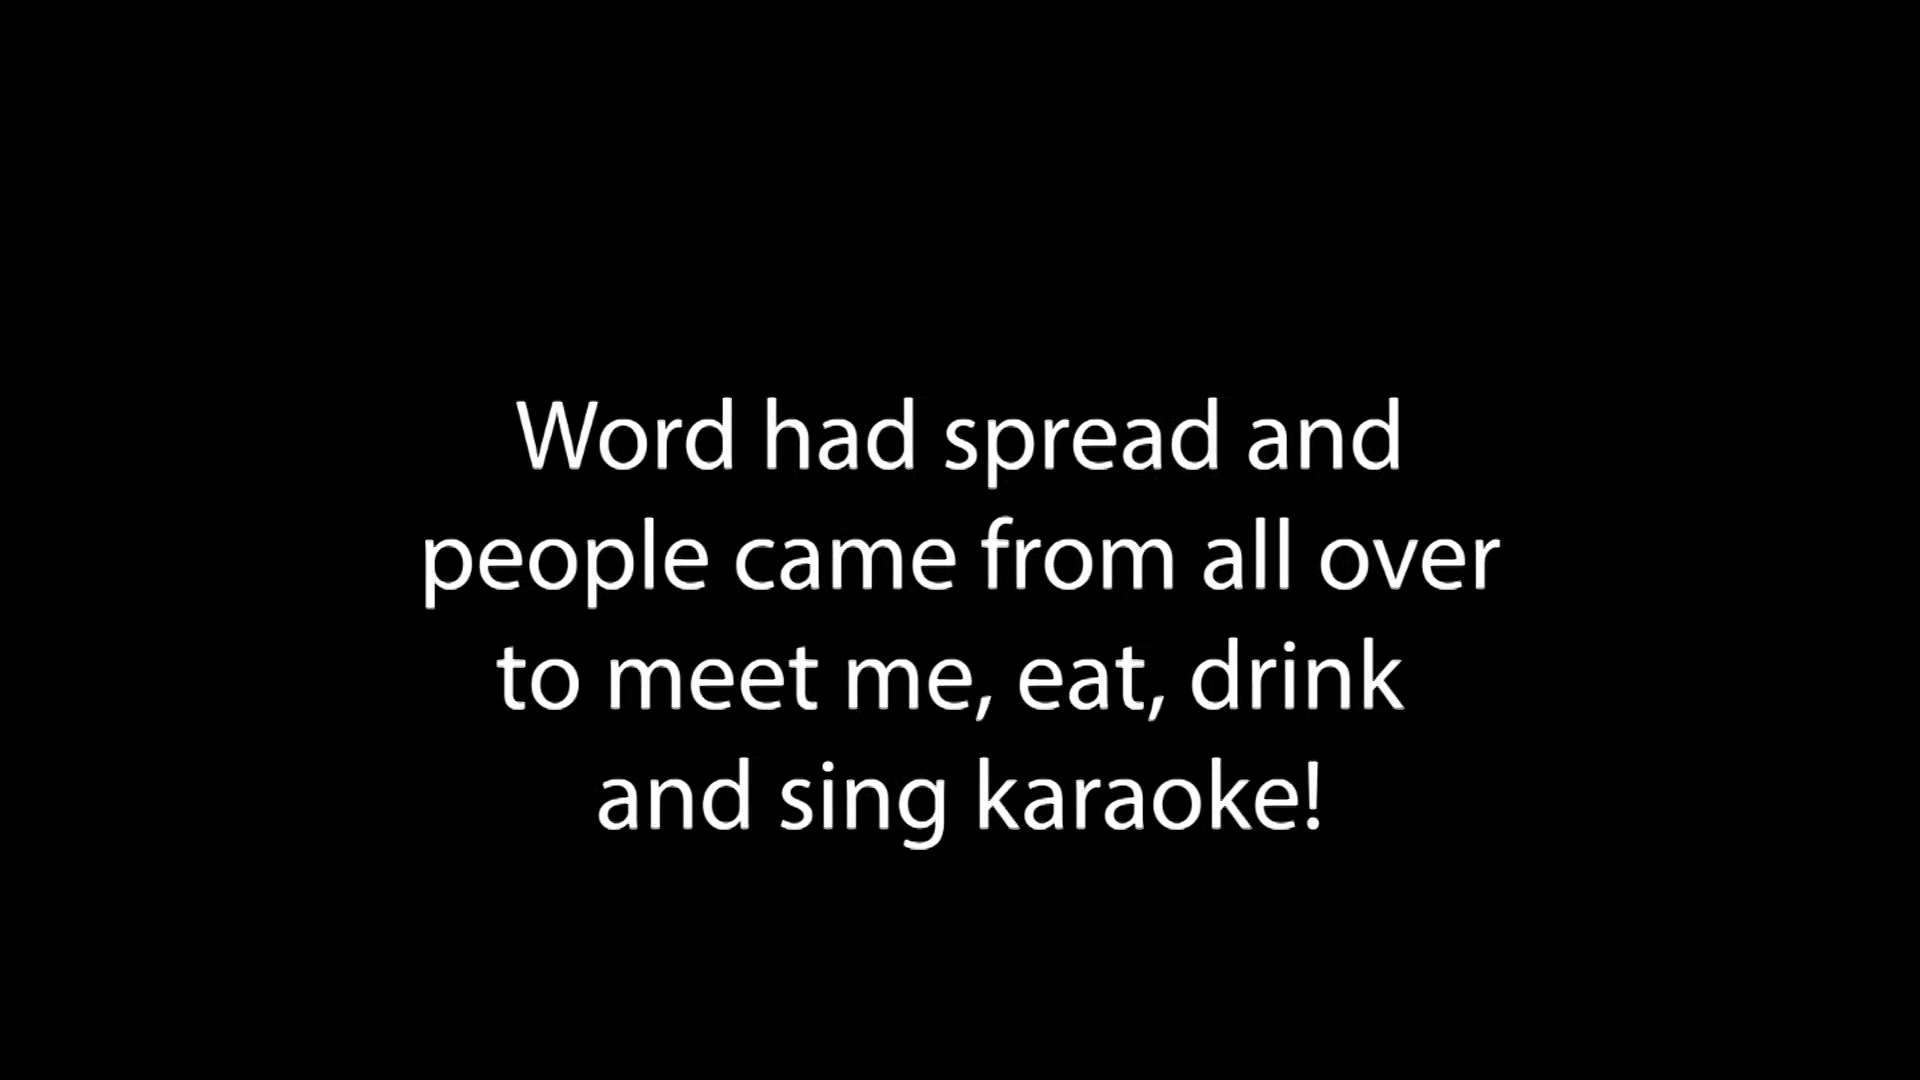 Word had spread and
people came from all over
to meet me, eat, drink
and sing karaoke!